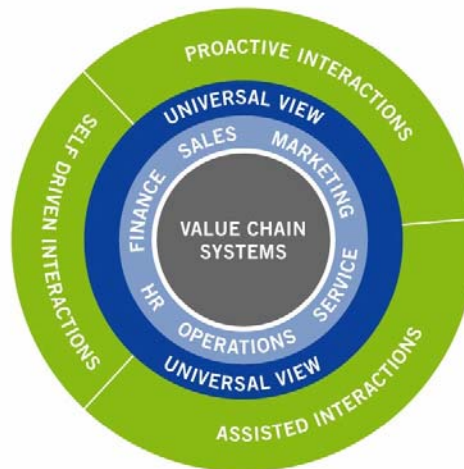 PROACTIVE INTERACTIONS
UNIVERSAL VIEW
SALES
MARKETING
FINANCE
SELF DRIVEN INTERACTIONS
VALUE CHAIN
SYSTEMS
HR
OPERATIONS
SERVICE
UNIVERSAL VIEW
ASSISTED INTERACTIONS